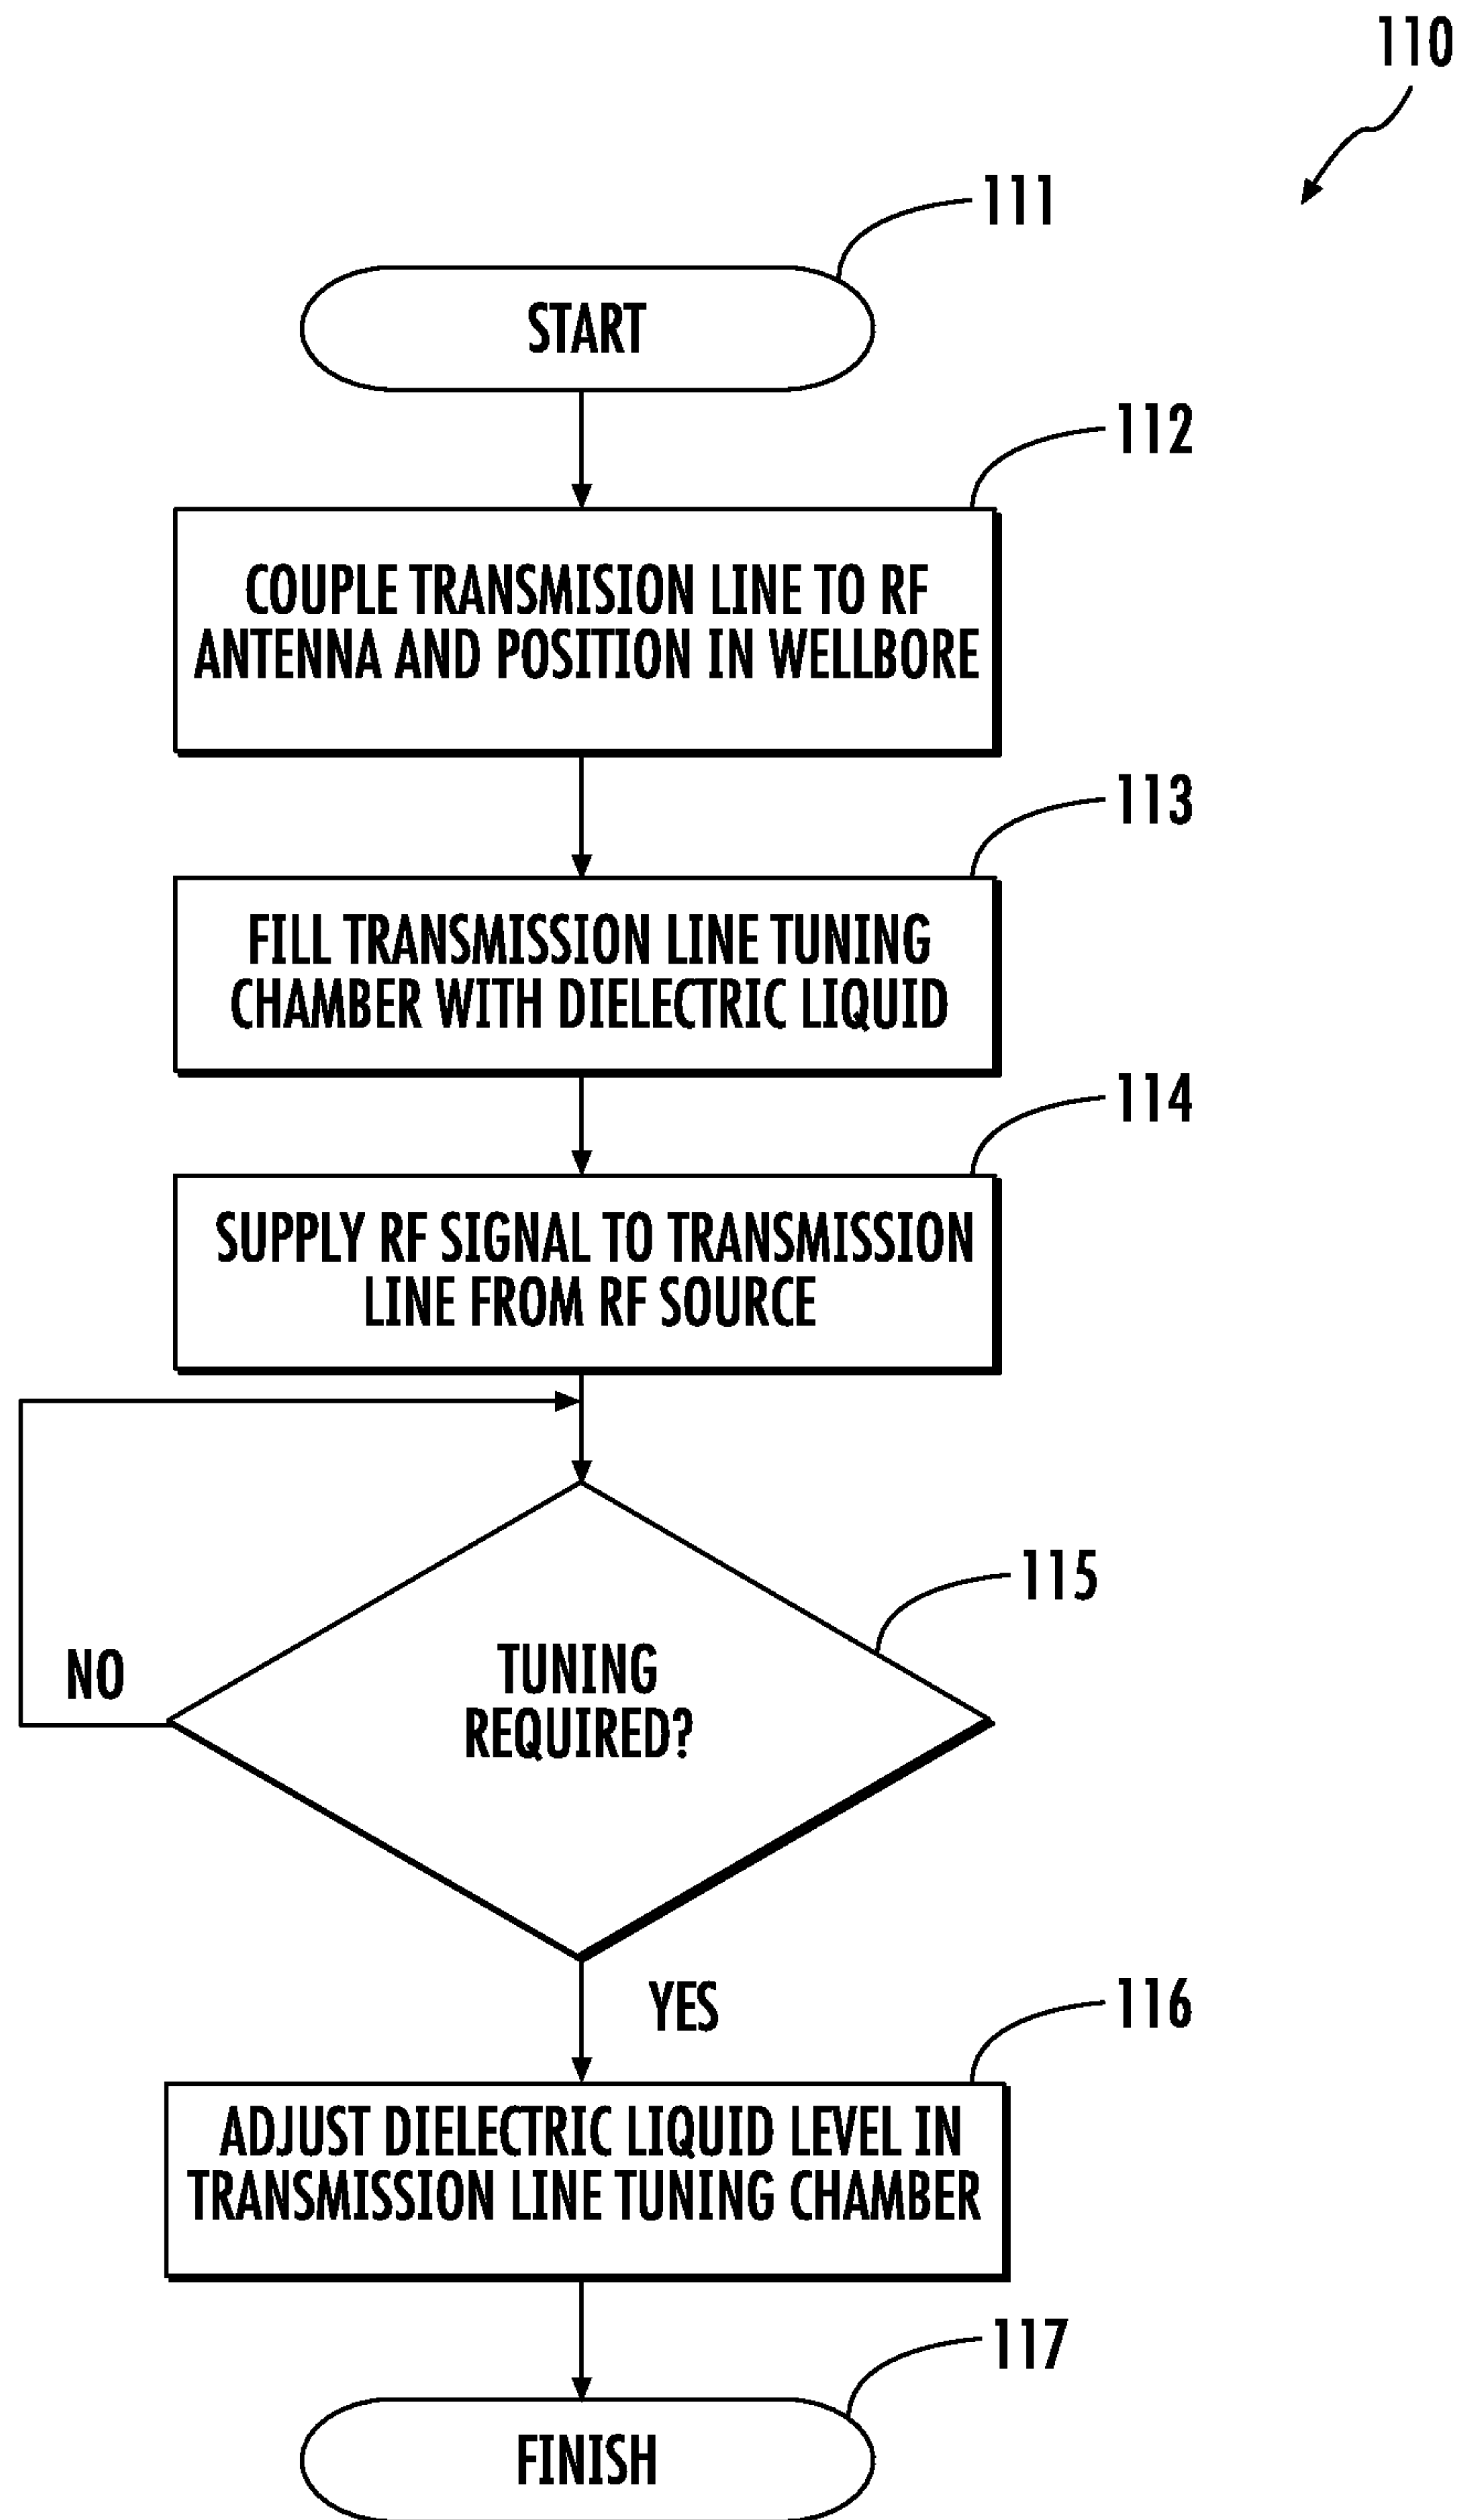 110
111
START
112
COUPLE TRANSMISION LINE TO RF
ANTENNA AND POSITION IN WELLBORE
113
FILL TRANSMISSION LINE TUNING
CHAMBER WITH DIELECTRIC LIQUID
114
SUPPLY RF SIGNAL TO TRANSMISSION
LINE FROM RF SOURCE
115
NO
TUNING
REQUIRED?
YES
116
ADJUST DIELECTRIC LIQUID LEVEL IN
TRANSMISSION LINE TUNING CHAMBER
117
FINISH